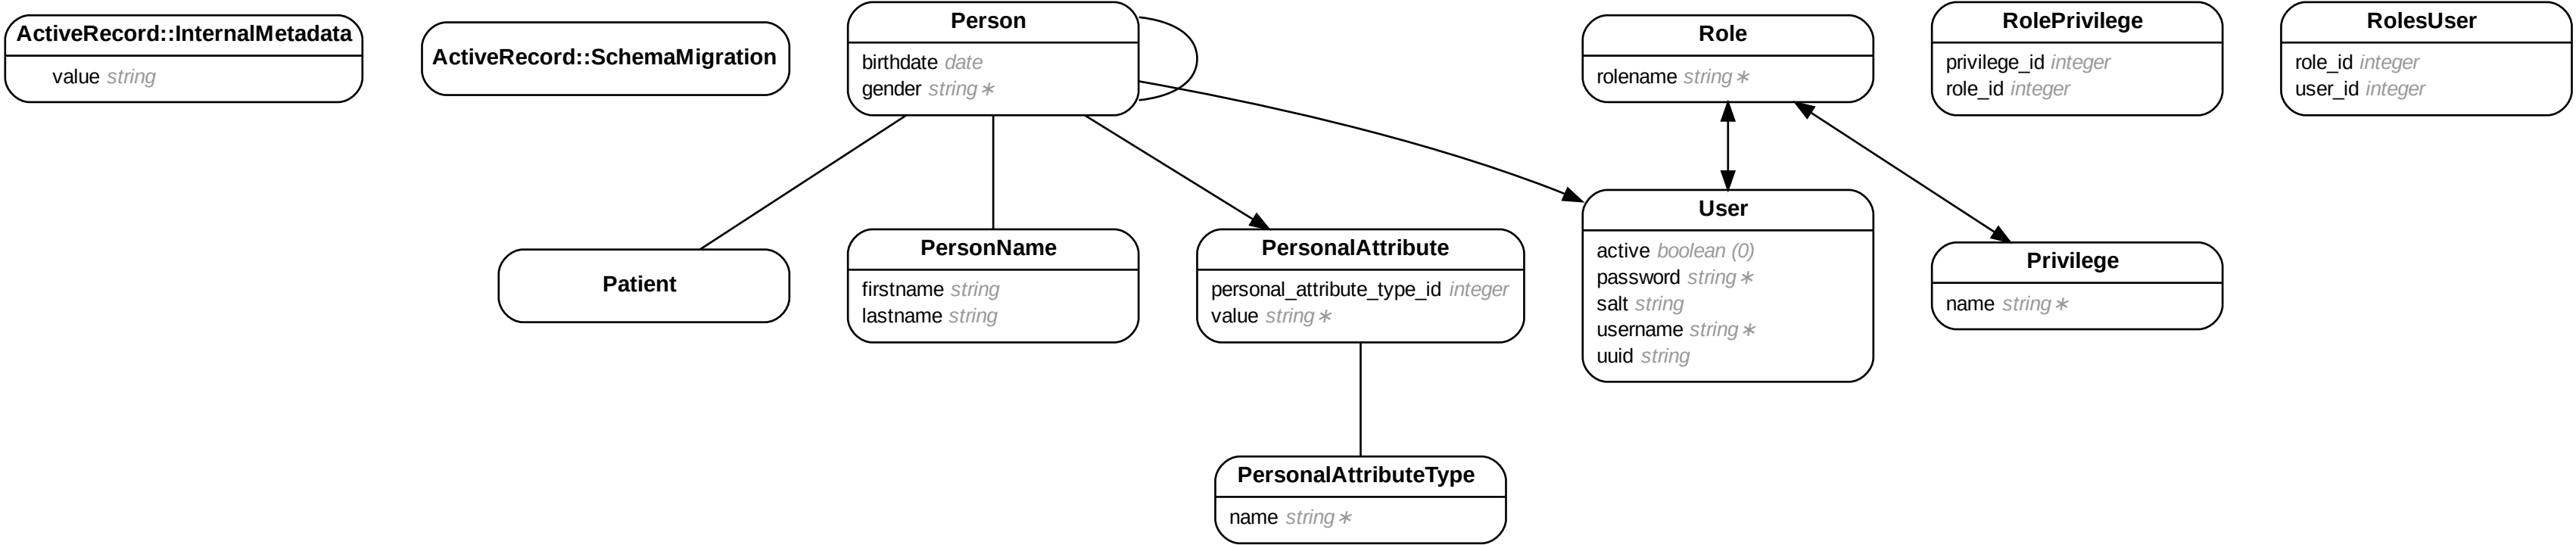 ActiveRecord::InternalMetadata
value string
ActiveRecord::SchemaMigration
Person
birthdate date
gender string∗
Role
rolename string∗
RolePrivilege
privilege_id integer
role_id integer
RolesUser
role_id integer
user_id integer
Patient
PersonName
firstname string
lastname string
PersonalAttribute
personal_attribute_type_id integer
value string∗
User
active boolean (0)
password string∗
salt string
username string∗
uuid string
Privilege
name string∗
PersonalAttributeType
name string∗